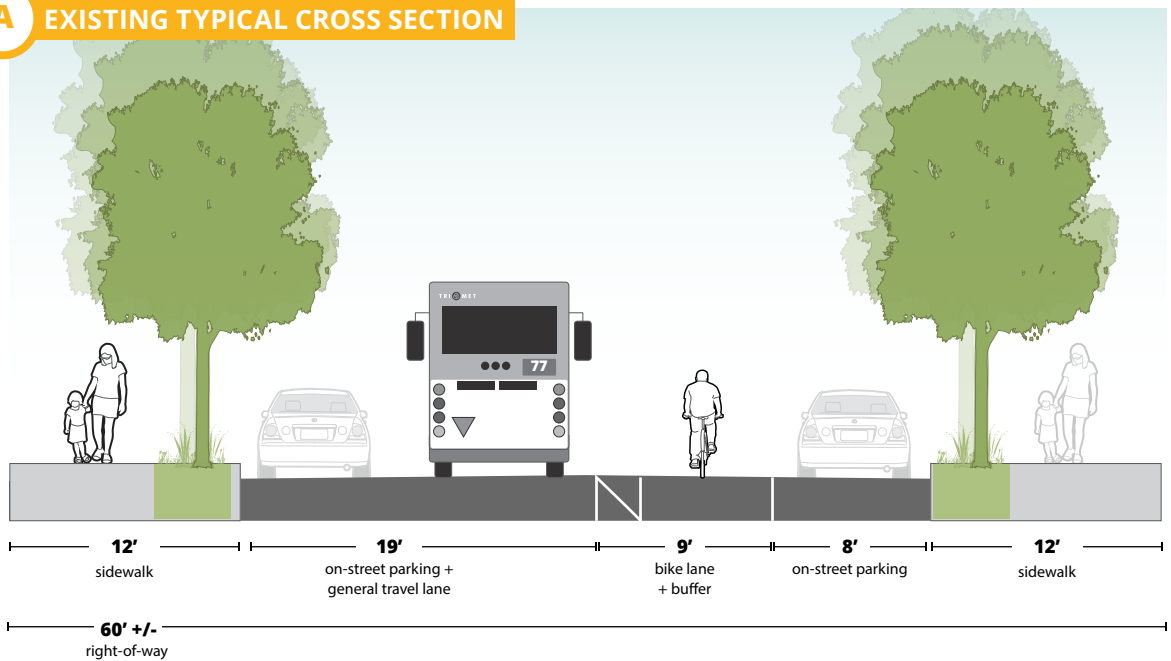 A
EXISTING TYPICAL CROSS SECTION
TRI MET
77
12’
sidewalk
19’
on-street parking +
general travel lane
9’
bike lane
+ buffer
8’
on-street parking
12’
sidewalk
60’ +/-
right-of-way